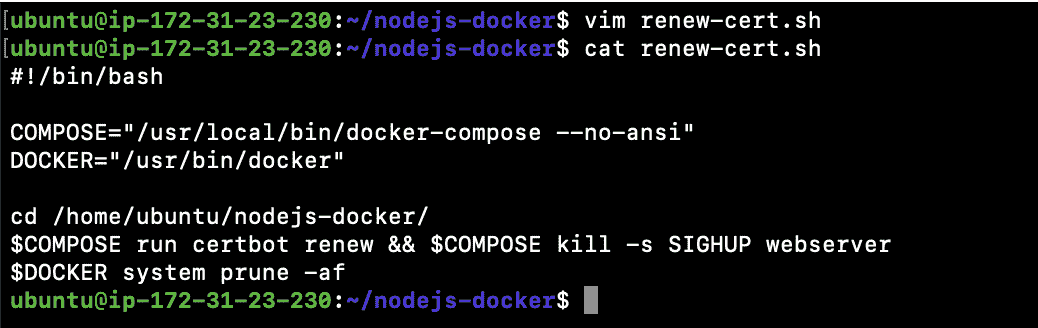 ubuntu@ip-172-31-23-230:~/nodejs-docker$ vim renew-cert.sh
ubuntu@ip-172-31-23-230:~/nodejs-docker$ cat renew-cert.sh
#!/bin/bash

COMPOSE="/usr/local/bin/docker-compose --no-ansi"
DOCKER="/usr/bin/docker"

cd /home/ubuntu/nodejs-docker/
$COMPOSE run certbot renew && $COMPOSE kill -s SIGHUP webserver
$DOCKER system prune -af
ubuntu@ip-172-31-23-230:~/nodejs-docker$